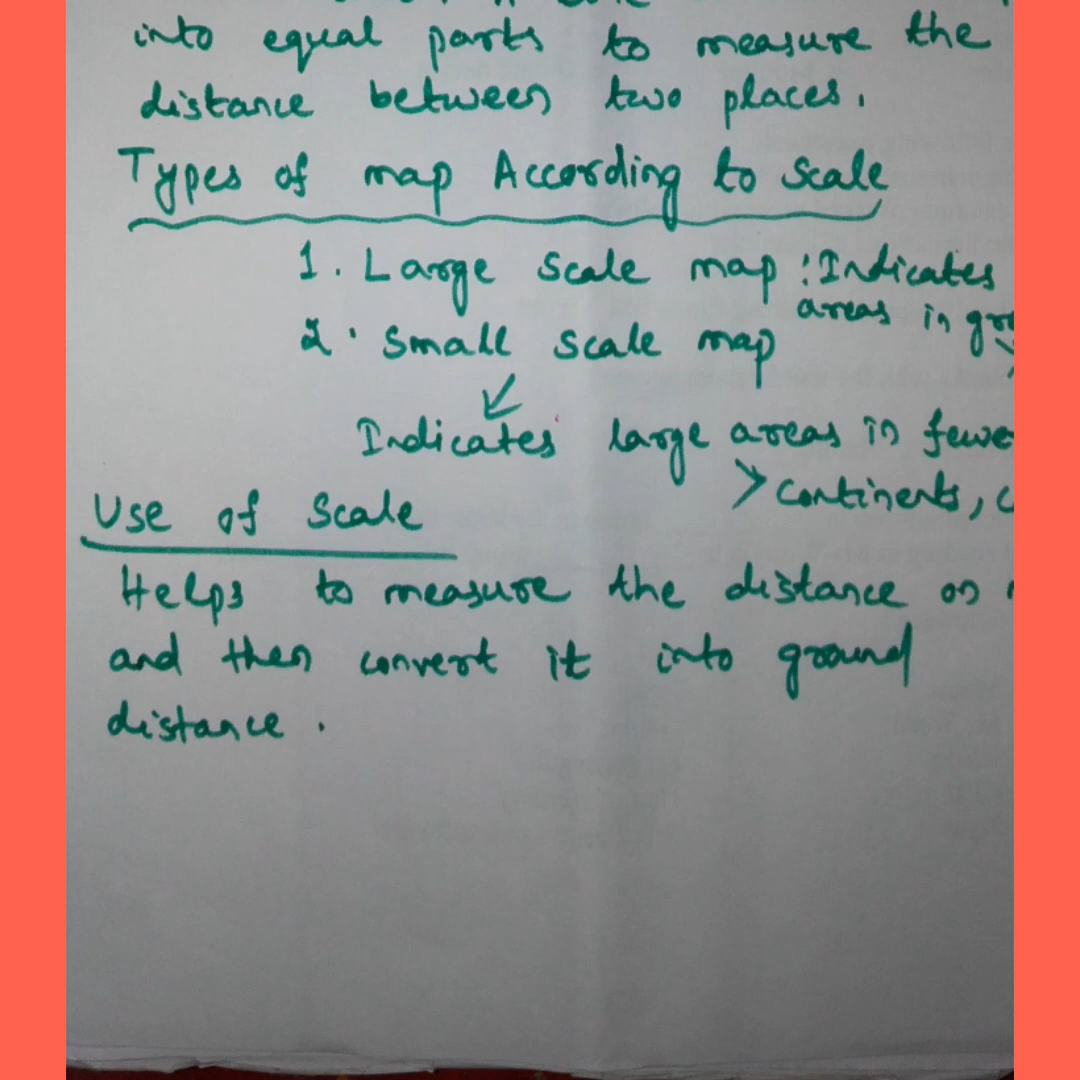 into equal parts to measure the
distance between two places.
Types of map According to Scale
1. Large scale map : Indicates
areas in
2. Small scale map
Indicates large areas in
> continents,
Use of Scale
Helps to measure the distance on
and then convert it into ground
distance.